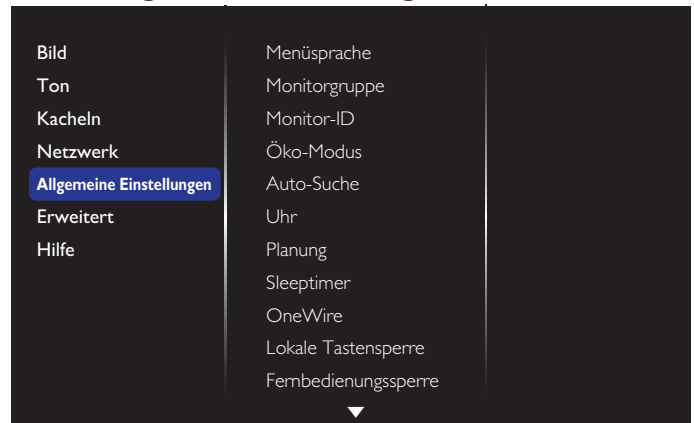 Bild
Ton
Kacheln
Netzwerk
Allgemeine Einstellungen
Erweitert
Hilfe
Menüsprache
Monitorgruppe
Monitor-ID
Öko-Modus
Auto-Suche
Uhr
Planung
Sleeptimer
OneWire
Lokale Tastensperre
Fernbedienungssperre